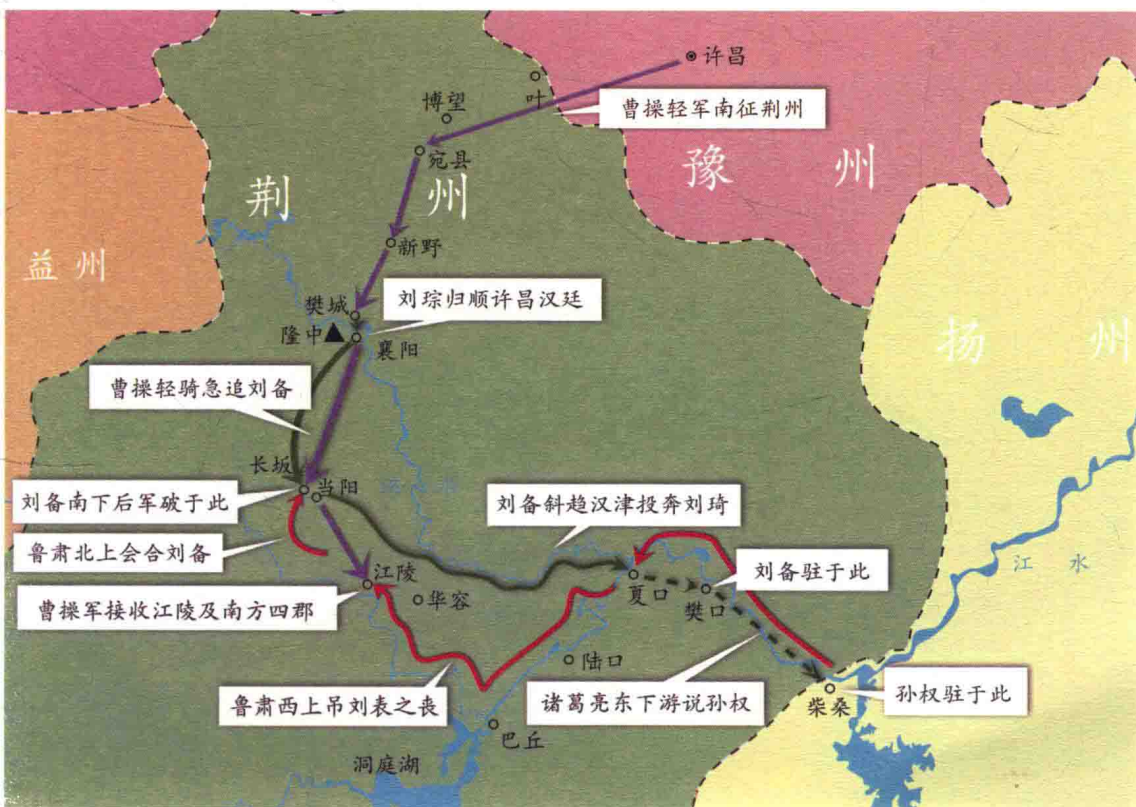 许昌
叶
博望
曹操轻军南征荆州
宛县
豫 州
荆 州
新野
益 州
刘琮归顺许昌汉廷
樊城
隆中
襄阳
扬 州
曹操轻骑急追刘备
长坂
当阳
刘备南下后军破于此
刘备斜趋汉津投奔刘琦
鲁肃北上会合刘备
江陵
江 水
刘备驻于此
夏口
樊口
华容
曹操军接收江陵及南方四郡
陆口
鲁肃西上吊刘表之丧
诸葛亮东下游说孙权
孙权驻于此
柴桑
巴丘
洞庭湖